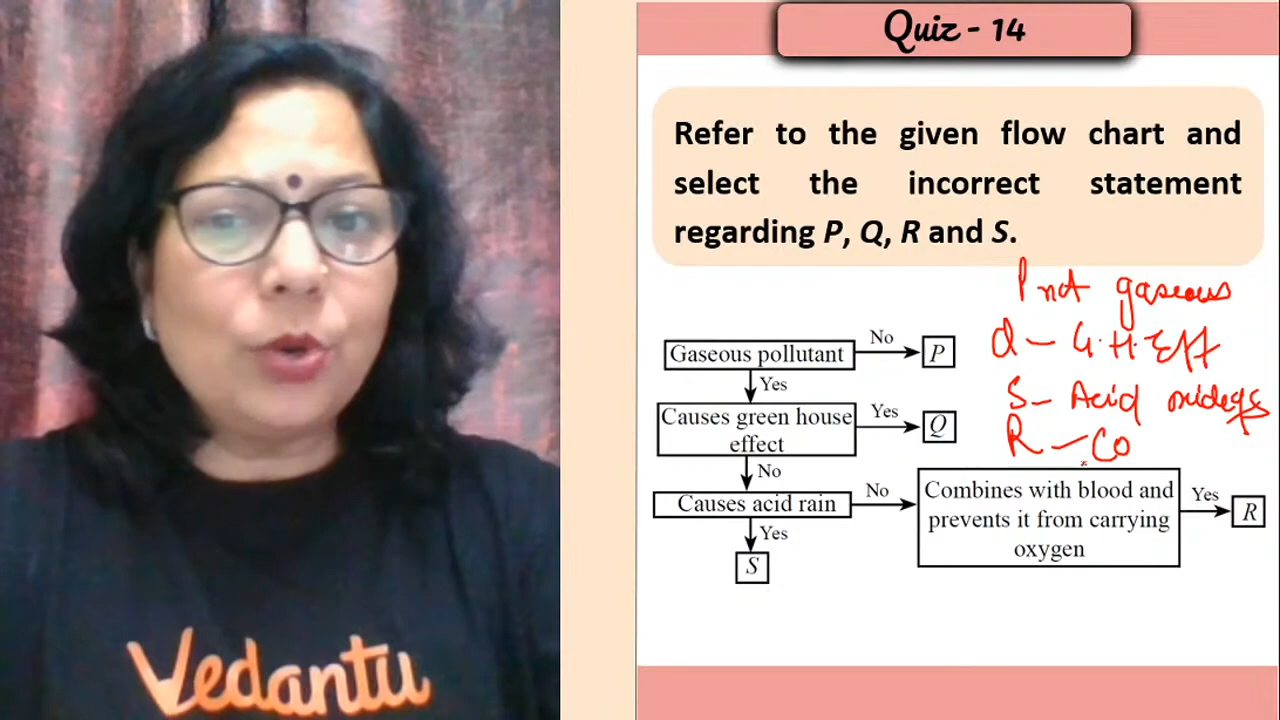 Quiz - 14
Refer to the given flow chart and
select the incorrect statement
regarding P, Q, R and S.
P not gaseous
Q - G.H. Eff
S - Acid oxides
R - CO
Gaseous pollutant
No
P
Yes
Causes green house
effect
Yes
Q
No
Causes acid rain
No
Combines with blood and
prevents it from carrying
oxygen
Yes
R
Yes
S
Vedantu